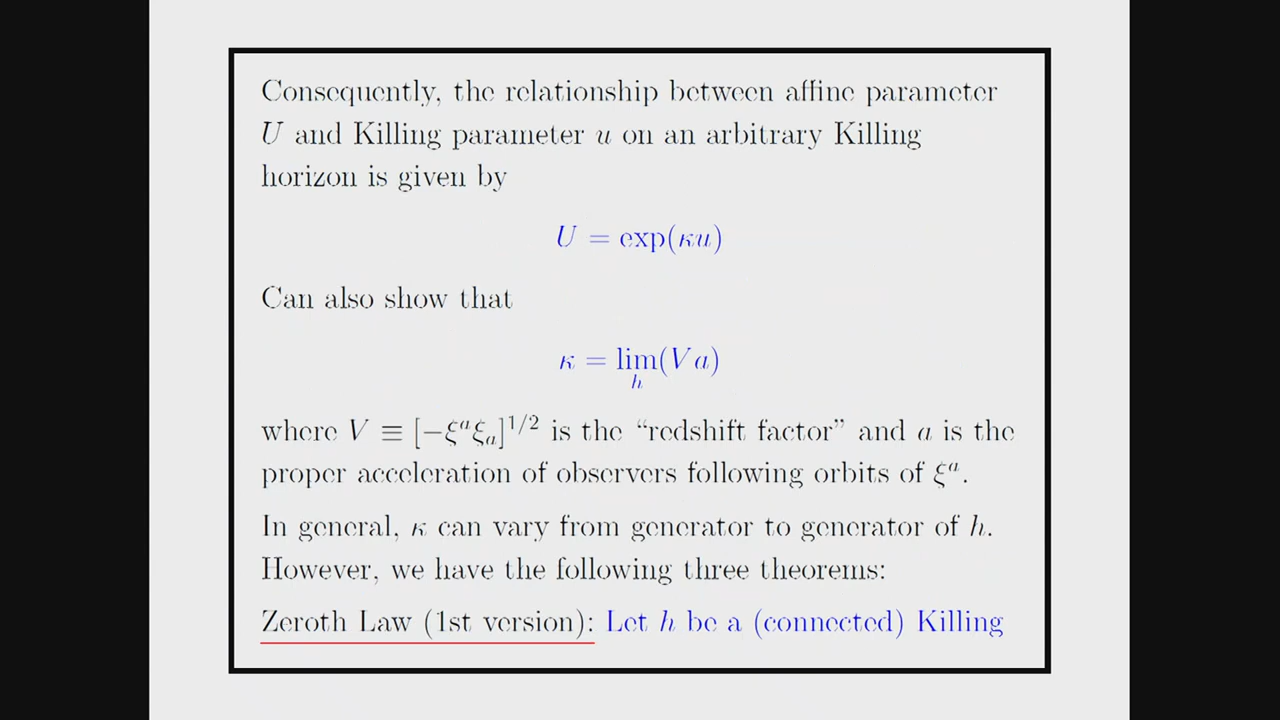 Consequently, the relationship between affine parameter
U and Killing parameter u on an arbitrary Killing
horizon is given by
U = exp(κu)
Can also show that
κ = lim(V a)
h
where V ≡ [−ξᵃξₐ]^{1/2} is the “redshift factor” and a is the
proper acceleration of observers following orbits of ξᵃ.
In general, κ can vary from generator to generator of h.
However, we have the following three theorems:
Zeroth Law (1st version): Let h be a (connected) Killing